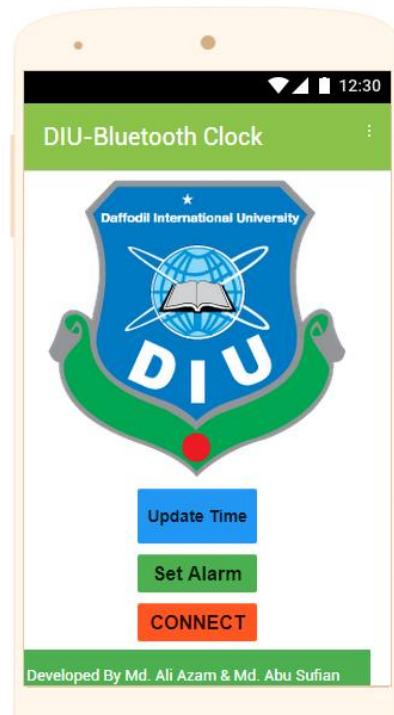 12:30
DIU-Bluetooth Clock
Daffodil International University
DIU
Update Time
Set Alarm
CONNECT
Developed By Md. Ali Azam & Md. Abu Sufian